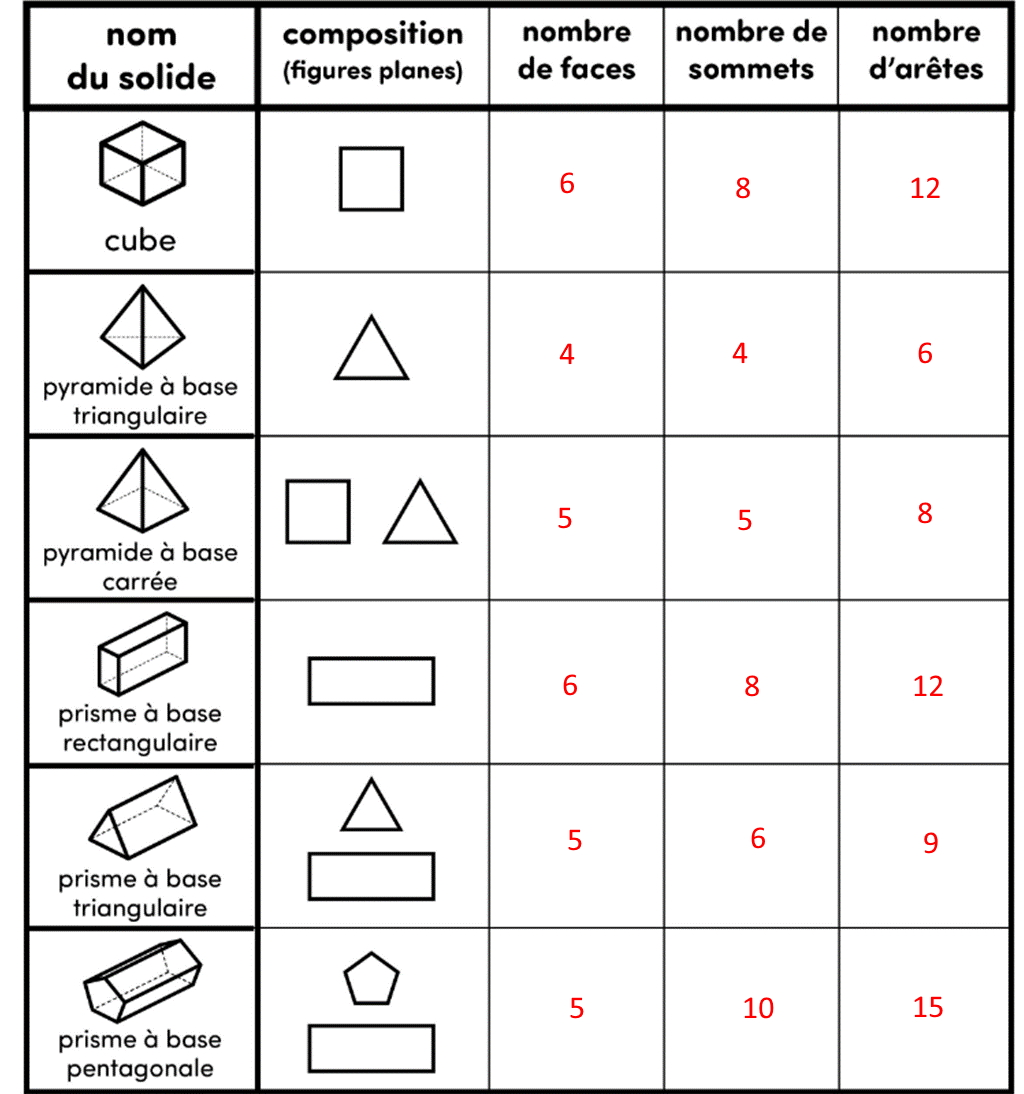 nom
du solide
composition
(figures planes)
nombre
de faces
nombre de
sommets
nombre
d'arêtes
cube
6
8
12
pyramide à base
triangulaire
4
4
6
pyramide à base
carrée
5
5
8
prisme à base
rectangulaire
6
8
12
prisme à base
triangulaire
5
6
9
prisme à base
pentagonale
5
10
15